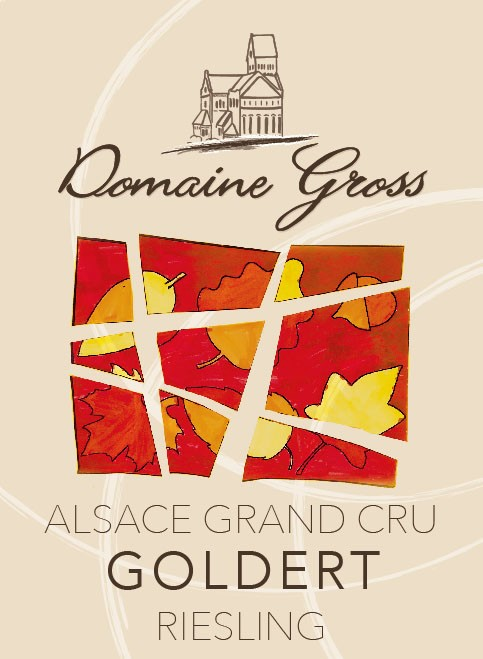 Domaine Gross
ALSACE GRAND CRU
GOLDERT
RIESLING